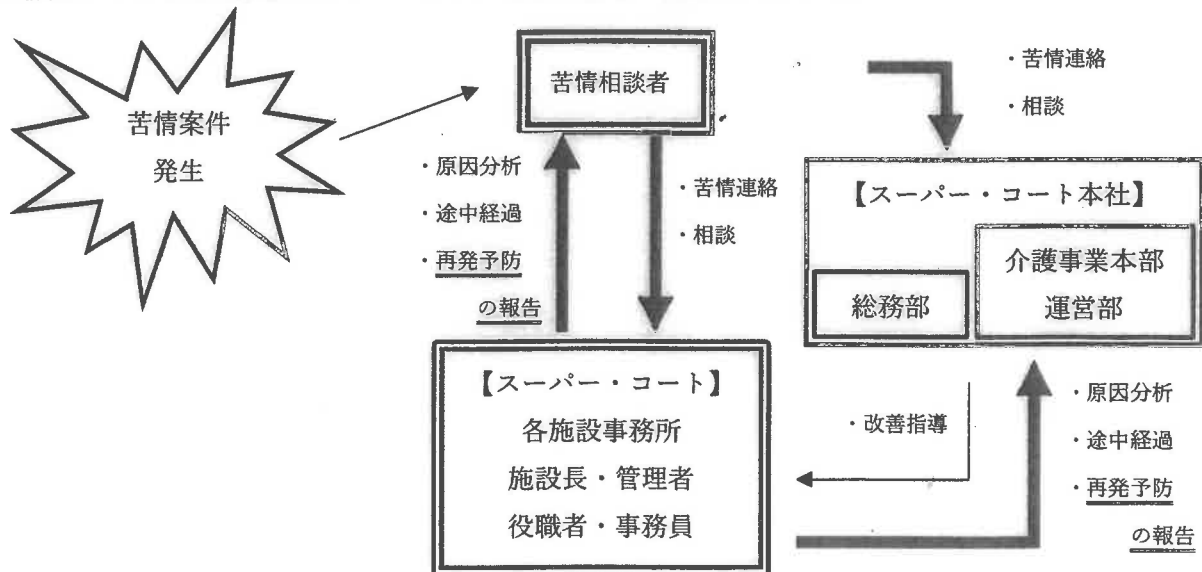 苦情案件
発生
苦情相談者
・苦情連絡
・相談
・原因分析
・途中経過
・再発予防
の報告
・苦情連絡
・相談
【スーパー・コート本社】
総務部
介護事業本部
運営部
【スーパー・コート】
各施設事務所
施設長・管理者
役職者・事務員
・改善指導
・原因分析
・途中経過
・再発予防
の報告